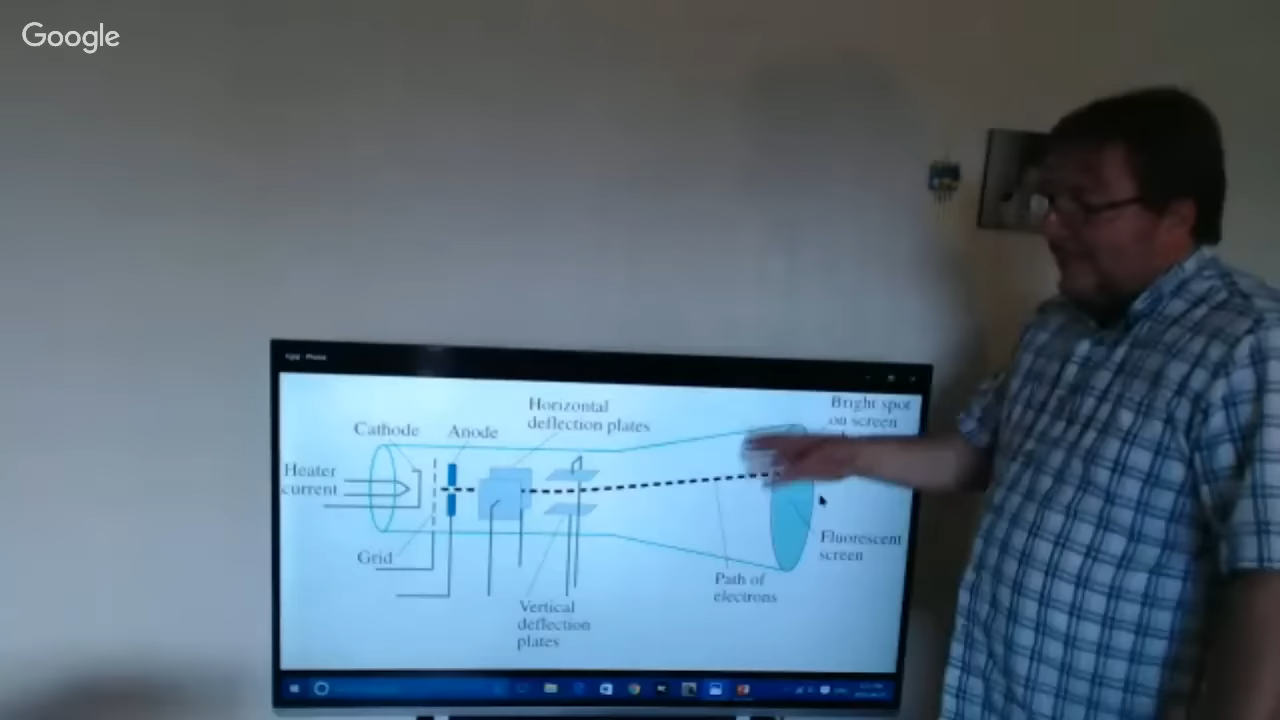 Google
Horizontal
deflection plates
Bright spot
on screen
Cathode
Anode
Heater
current
Grid
Fluorescent
screen
Path of
electrons
Vertical
deflection
plates